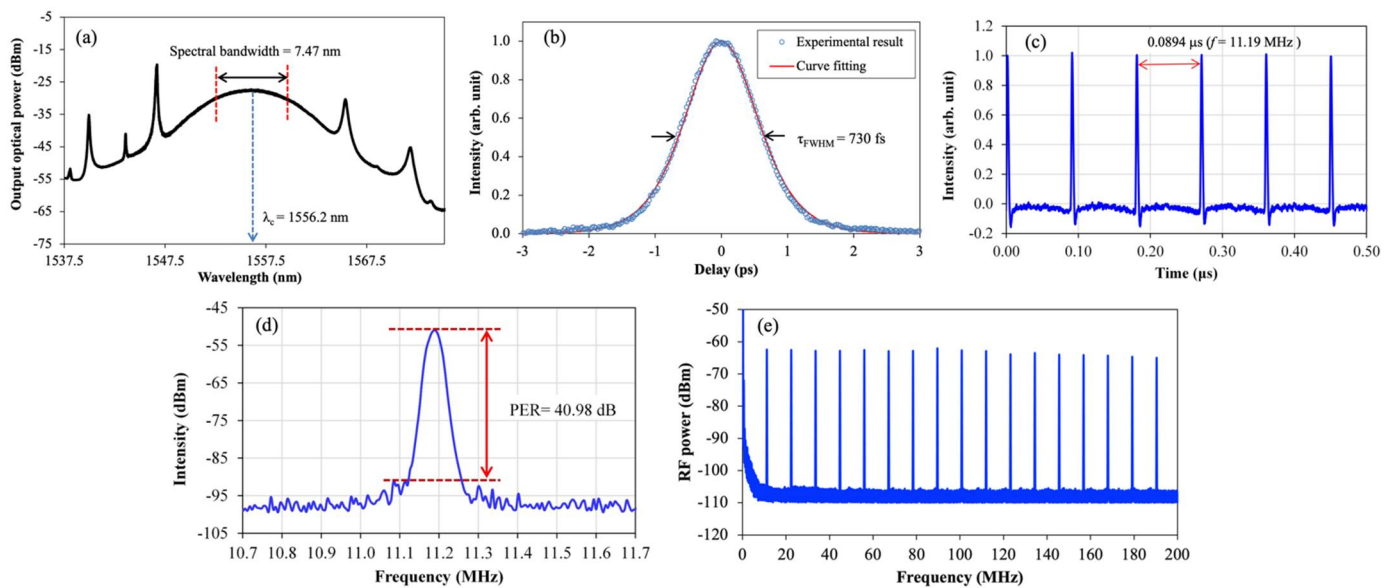 (a)
Spectral bandwidth = 7.47 nm
λc = 1556.2 nm
Output optical power (dBm)
-5
-15
-25
-35
-45
-55
-65
-75
1537.5 1547.5 1557.5 1567.5
Wavelength (nm)
(b)
Experimental result
Curve fitting
τFWHM = 730 fs
Intensity (arb. unit)
1.0
0.8
0.6
0.4
0.2
0.0
-3 -2 -1 0 1 2 3
Delay (ps)
(c)
0.0894 µs (f = 11.19 MHz )
Intensity (arb. unit)
1.2
1.0
0.8
0.6
0.4
0.2
0.0
-0.2
0.00 0.10 0.20 0.30 0.40 0.50
Time (µs)
(d)
PER= 40.98 dB
Intensity (dBm)
-45
-55
-65
-75
-85
-95
-105
10.7 10.8 10.9 11.0 11.1 11.2 11.3 11.4 11.5 11.6 11.7
Frequency (MHz)
(e)
RF power (dBm)
-50
-60
-70
-80
-90
-100
-110
-120
0 20 40 60 80 100 120 140 160 180 200
Frequency (MHz)